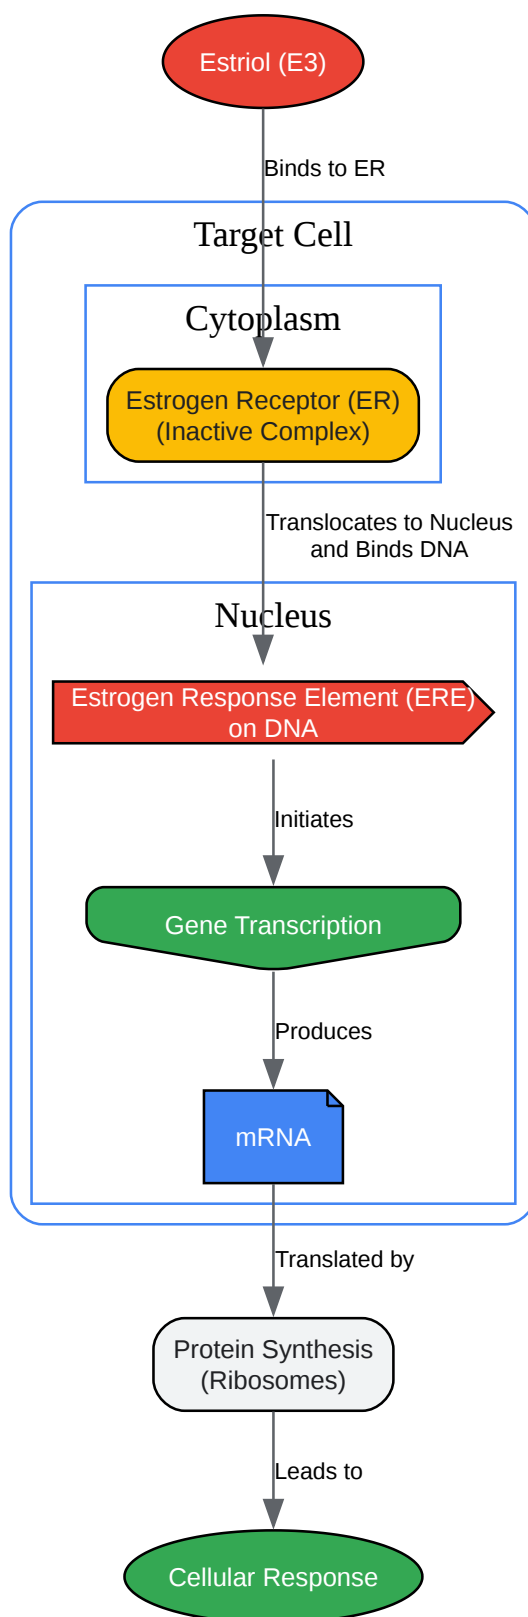 Estriol (E3)
Binds to ER
Target Cell
Cytoplasm
Estrogen Receptor (ER)
(Inactive Complex)
Translocates to Nucleus
and Binds DNA
Nucleus
Estrogen Response Element (ERE)
on DNA
Initiates
Gene Transcription
Produces
mRNA
Translated by
Protein Synthesis
(Ribosomes)
Leads to
Cellular Response